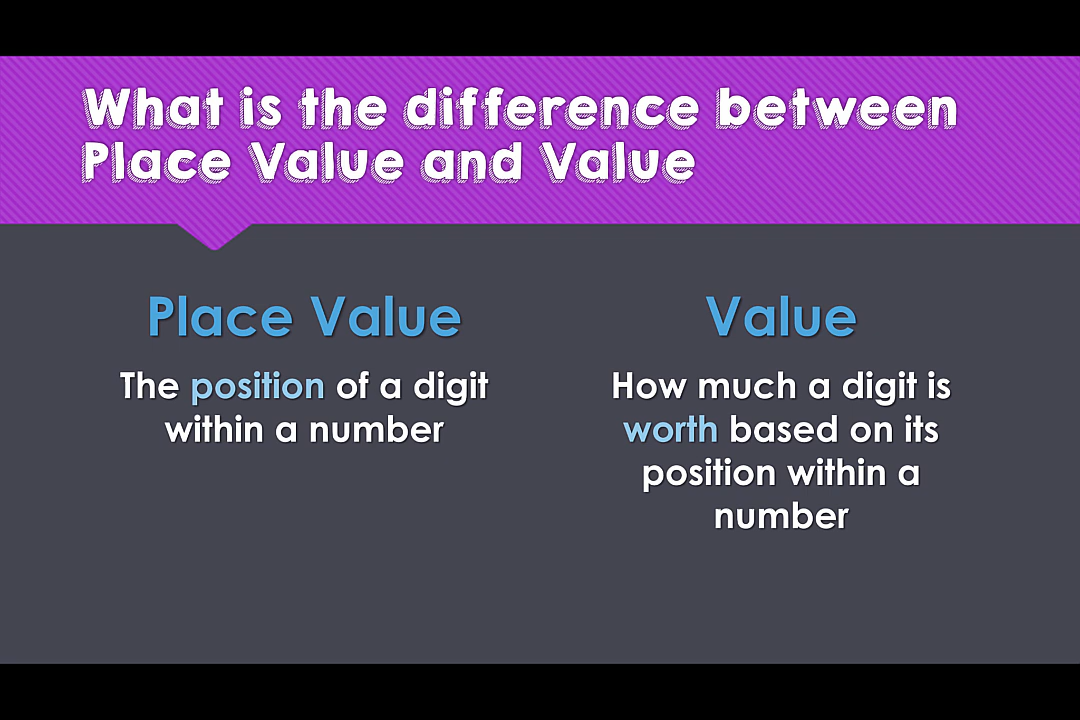 What is the difference between
Place Value and Value
Place Value
The position of a digit
within a number
Value
How much a digit is
worth based on its
position within a
number